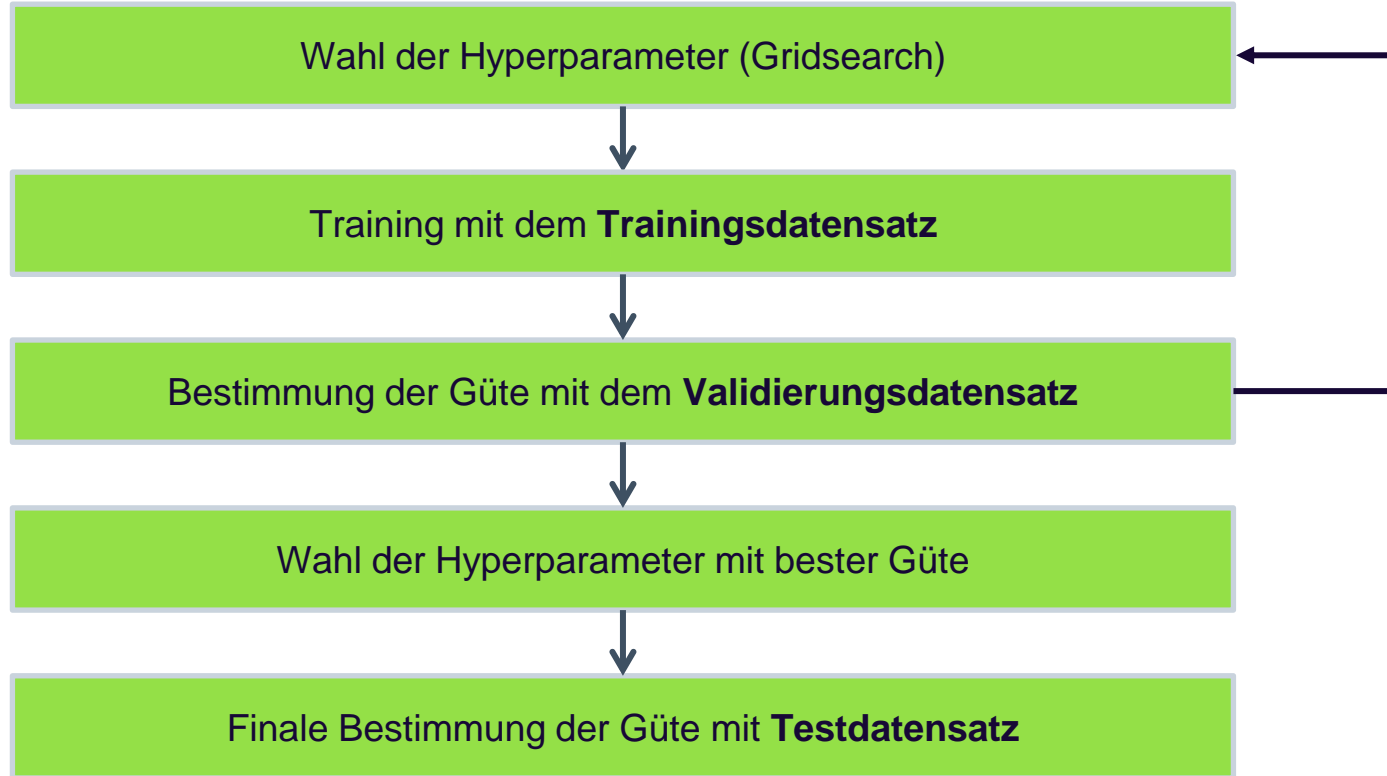 Wahl der Hyperparameter (Gridsearch)
Training mit dem Trainingsdatensatz
Bestimmung der Güte mit dem Validierungsdatensatz
Wahl der Hyperparameter mit bester Güte
Finale Bestimmung der Güte mit Testdatensatz